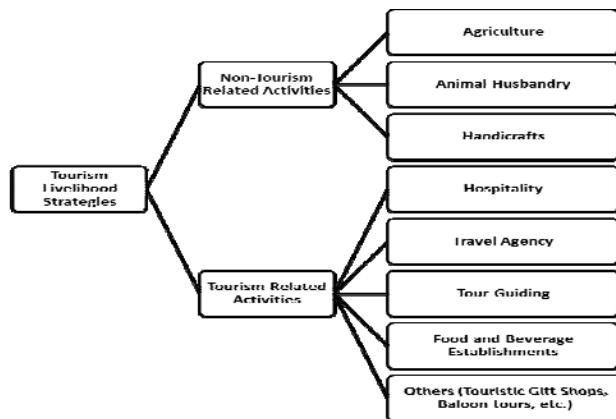 Agriculture
Non-Tourism
Related Activities
Animal Husbandry
Handicrafts
Tourism
Livelihood
Strategies
Hospitality
Travel Agency
Tourism Related
Activities
Tour Guiding
Food and Beverage
Establishments
Others (Touristic Gift Shops,
Baloon tours, etc.)